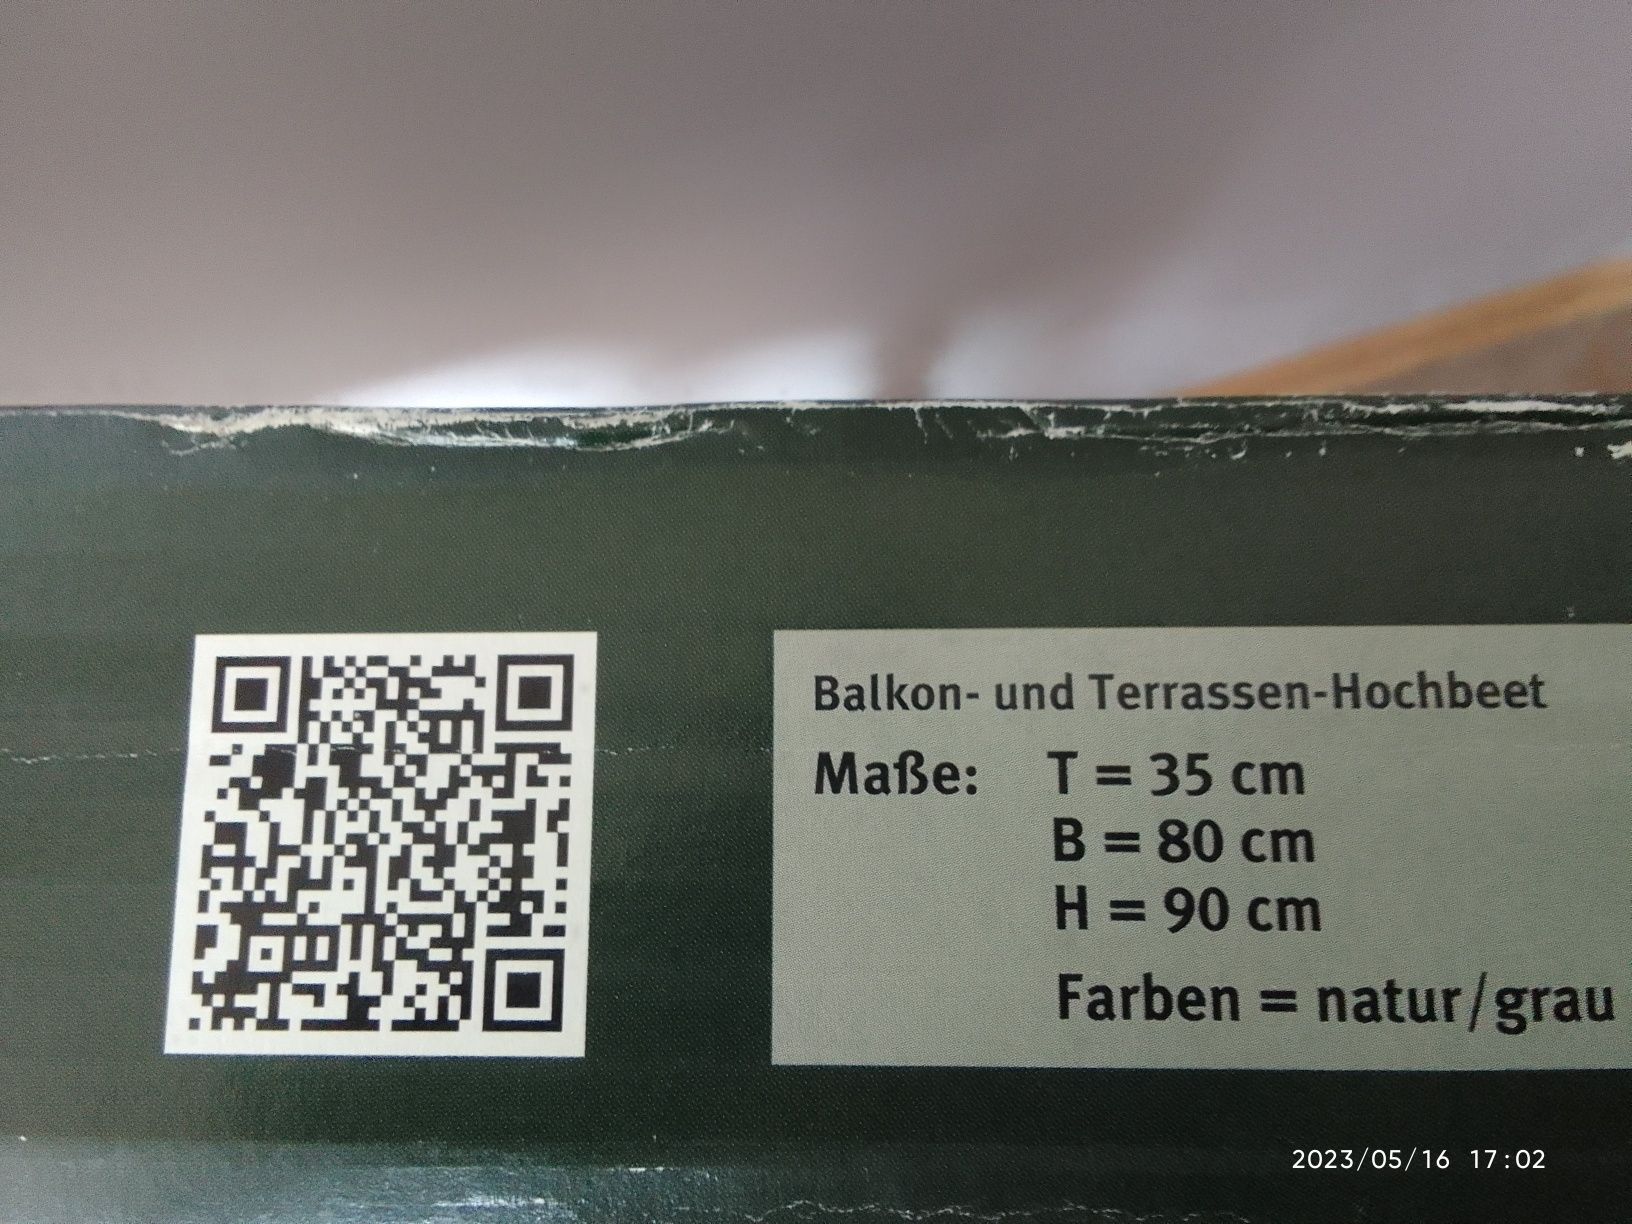 Balkon- und Terrassen-Hochbeet
Maße: T = 35 cm
B = 80 cm
H = 90 cm
Farben = natur/grau
2023/05/16 17:02